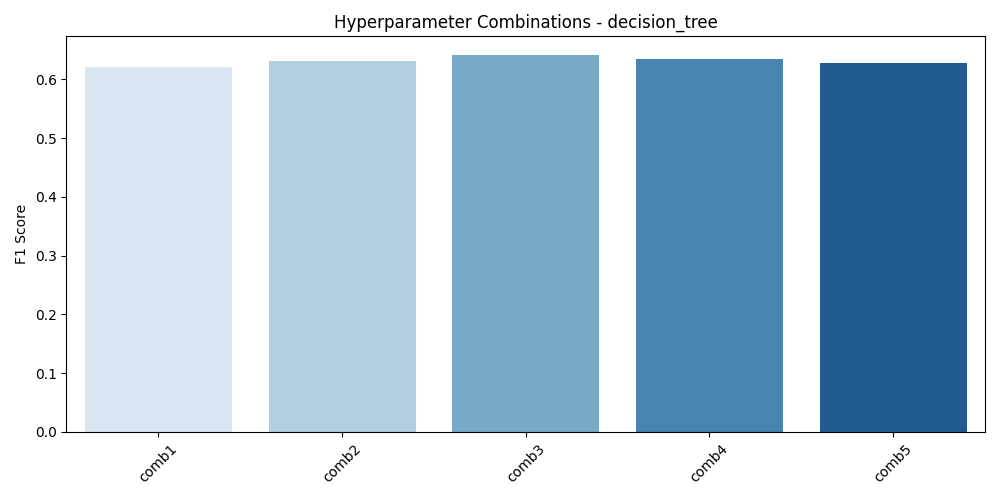 Hyperparameter Combinations - decision_tree
F1 Score
0.6
0.5
0.4
0.3
0.2
0.1
0.0
comb1
comb2
comb3
comb4
comb5